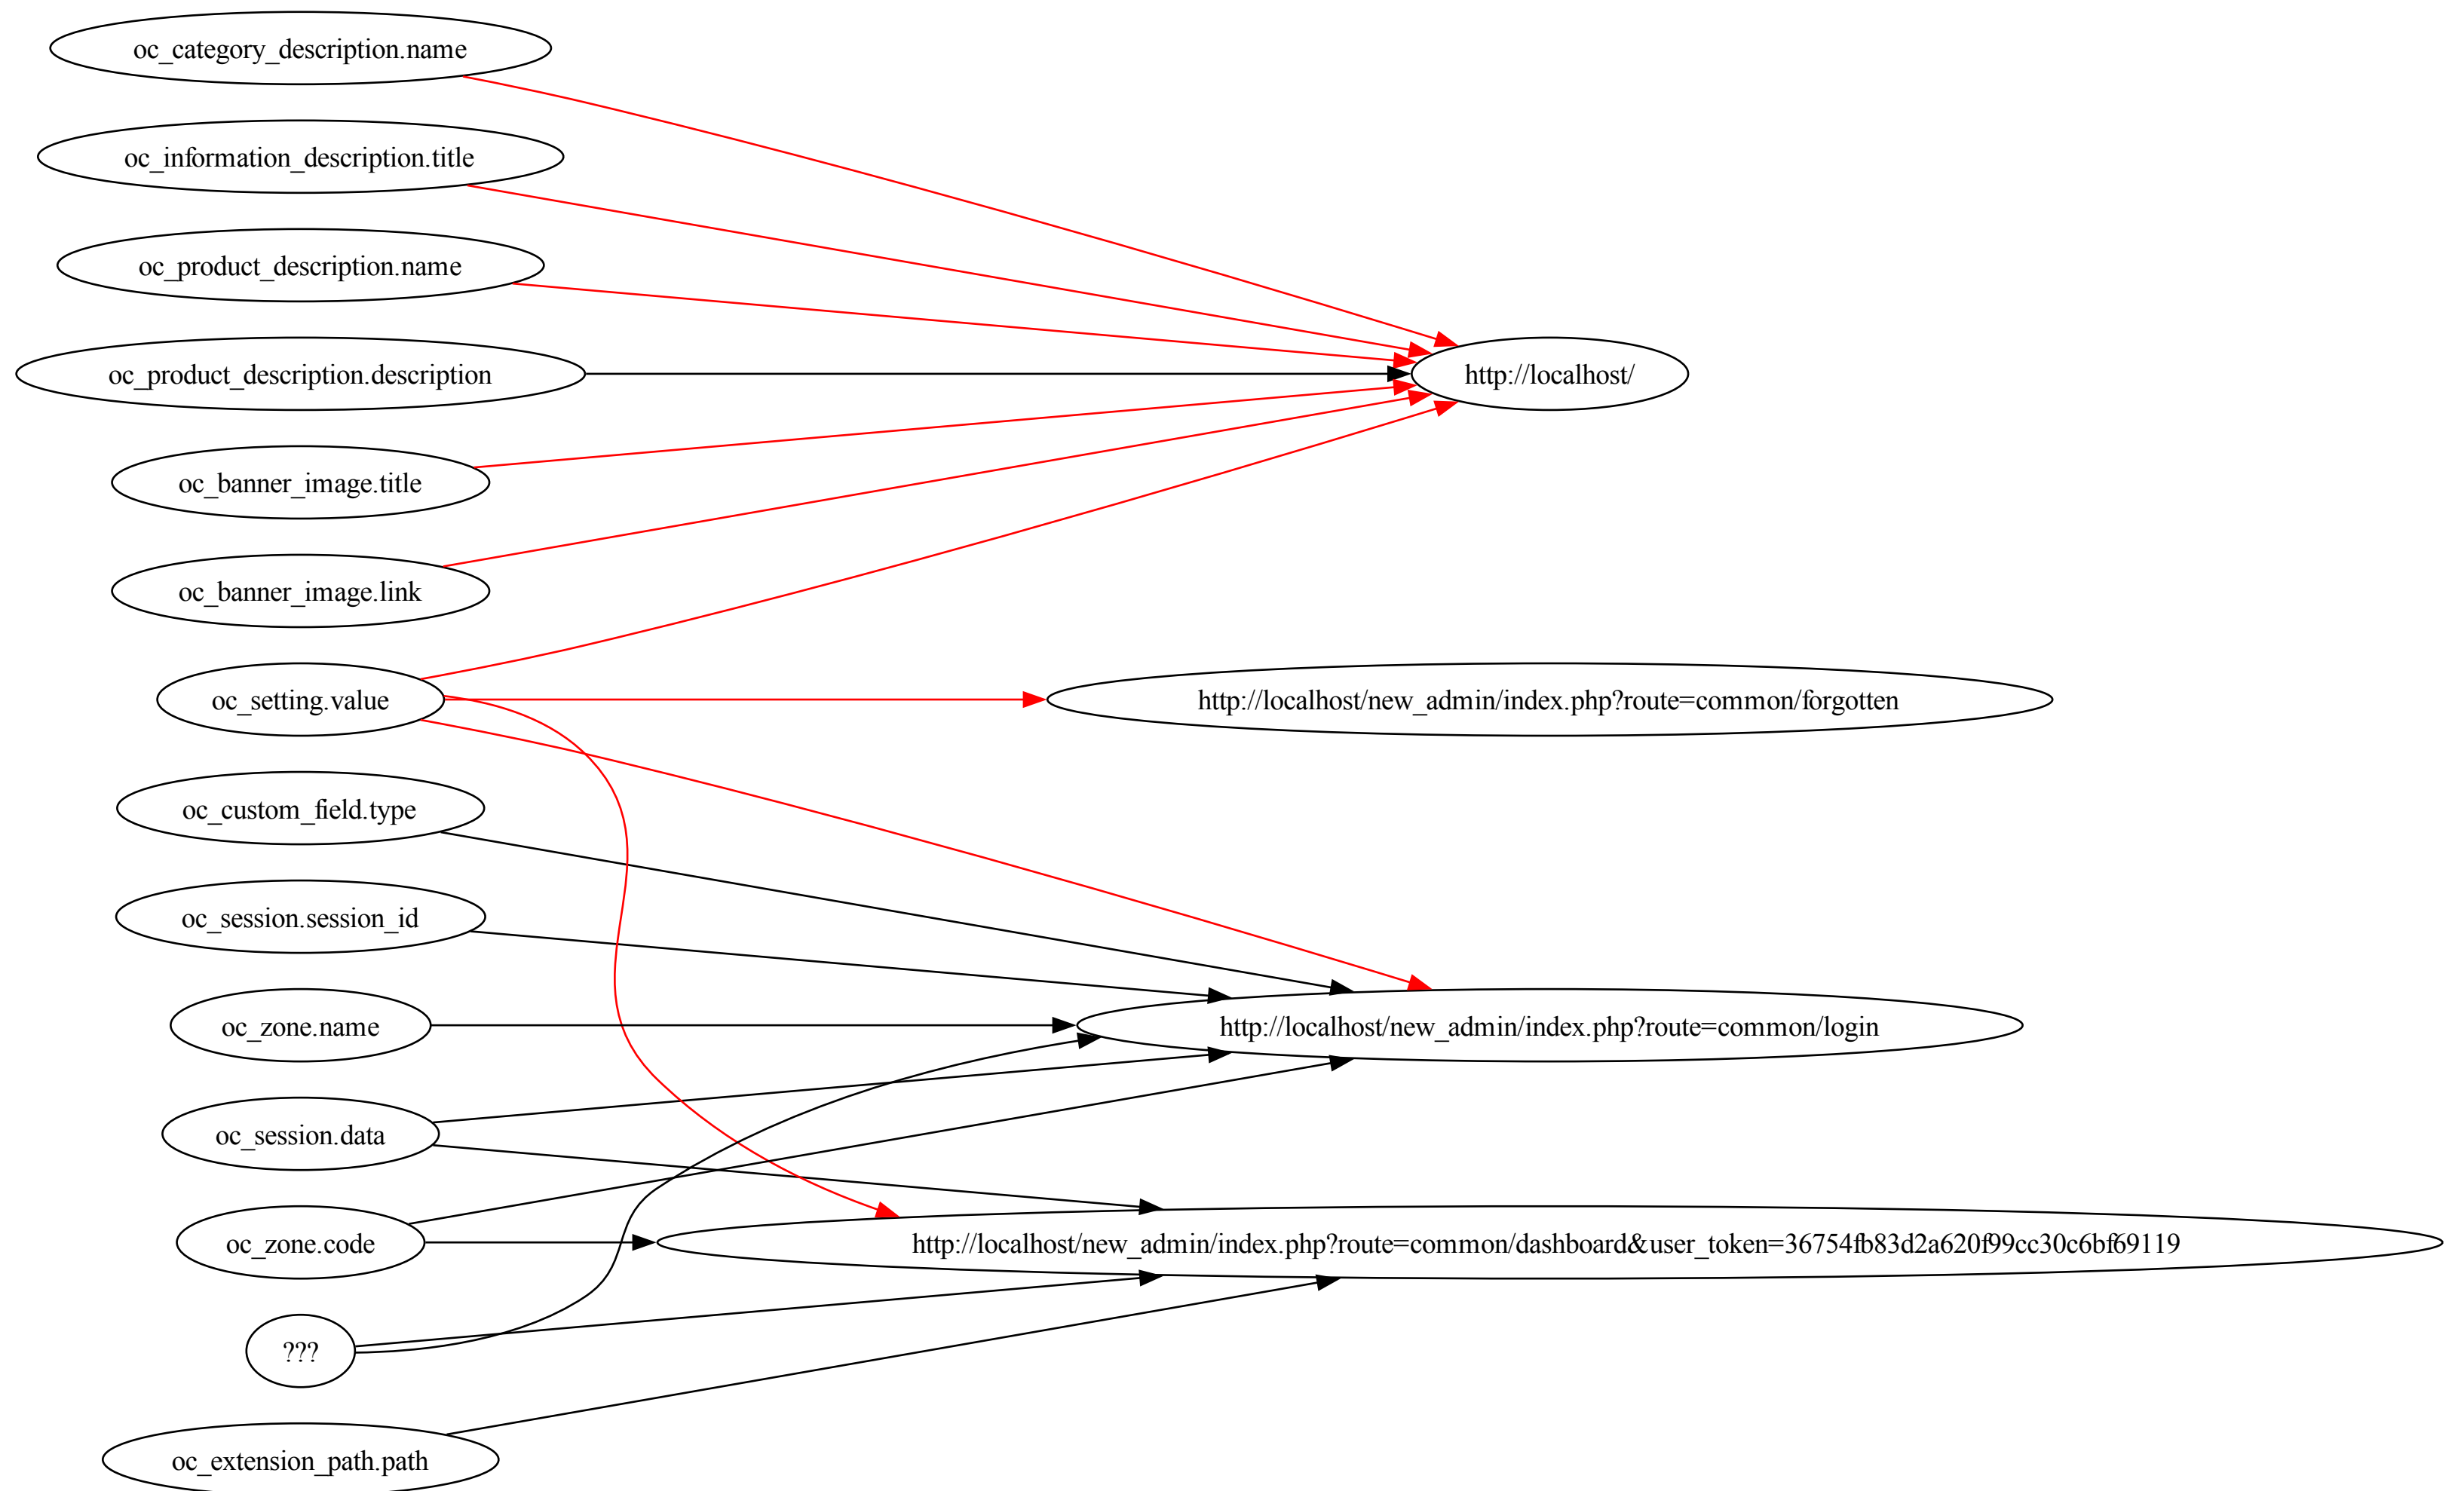 oc_category_description.name
oc_information_description.title
oc_product_description.name
oc_product_description.description
http://localhost/
oc_banner_image.title
oc_banner_image.link
oc_setting.value
http://localhost/new_admin/index.php?route=common/forgotten
oc_custom_field.type
oc_session.session_id
oc_zone.name
http://localhost/new_admin/index.php?route=common/login
oc_session.data
oc_zone.code
http://localhost/new_admin/index.php?route=common/dashboard&user_token=36754fb83d2a620f99cc30c6bf69119
???
oc_extension_path.path